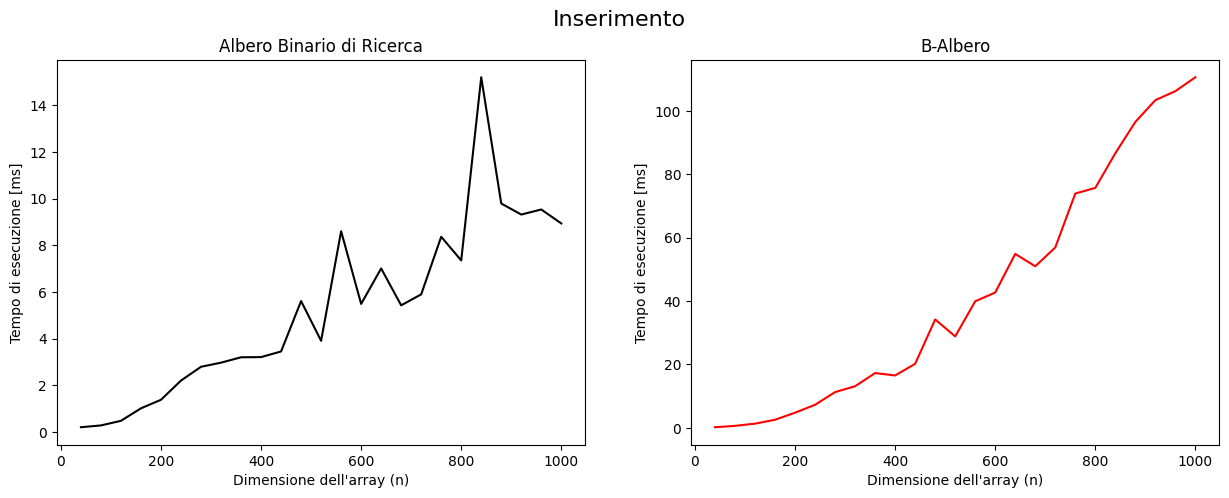 Inserimento
Albero Binario di Ricerca
Tempo di esecuzione [ms]
14
12
10
8
6
4
2
0
0 200 400 600 800 1000
Dimensione dell'array (n)
B-Albero
Tempo di esecuzione [ms]
100
80
60
40
20
0
0 200 400 600 800 1000
Dimensione dell'array (n)